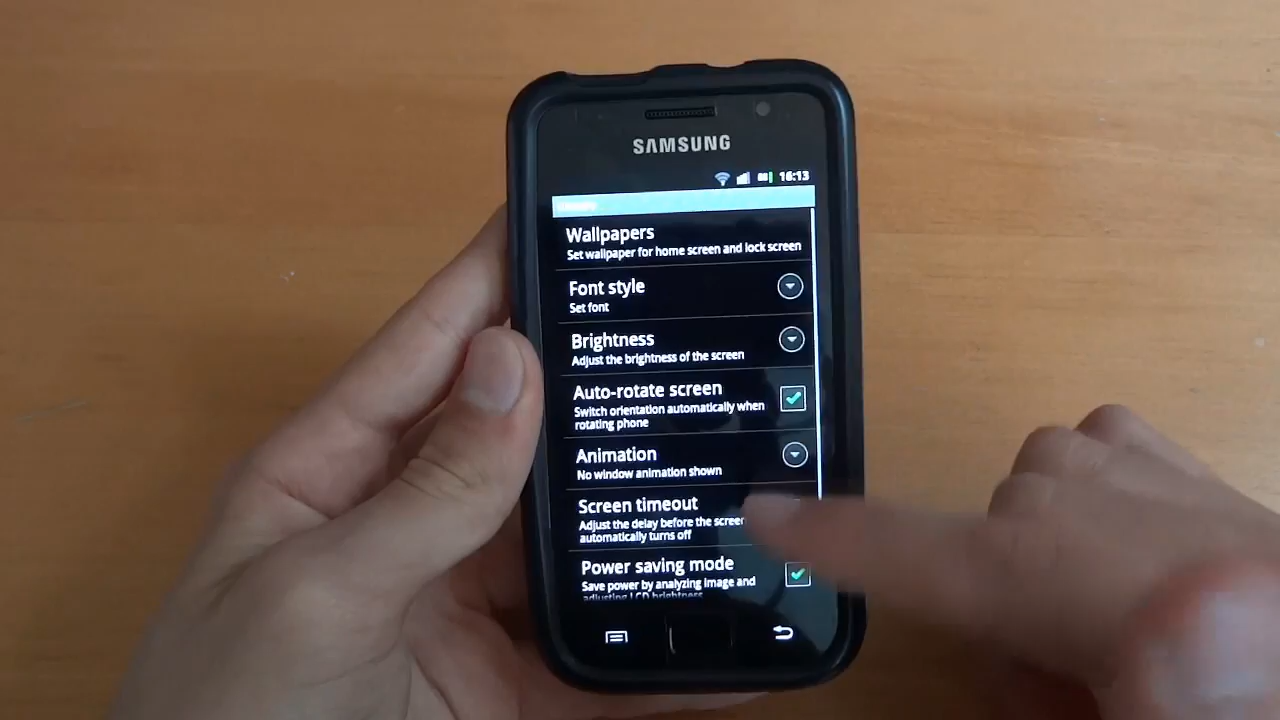 SAMSUNG
16:13
Wallpapers
Set wallpaper for home screen and lock screen
Font style
Set font
Brightness
Adjust the brightness of the screen
Auto-rotate screen
Switch orientation automatically when
rotating phone
Animation
No window animation shown
Screen timeout
Adjust the delay before the screen
automatically turns off
Power saving mode
Save power by analyzing image and
adjusting LCD brightness